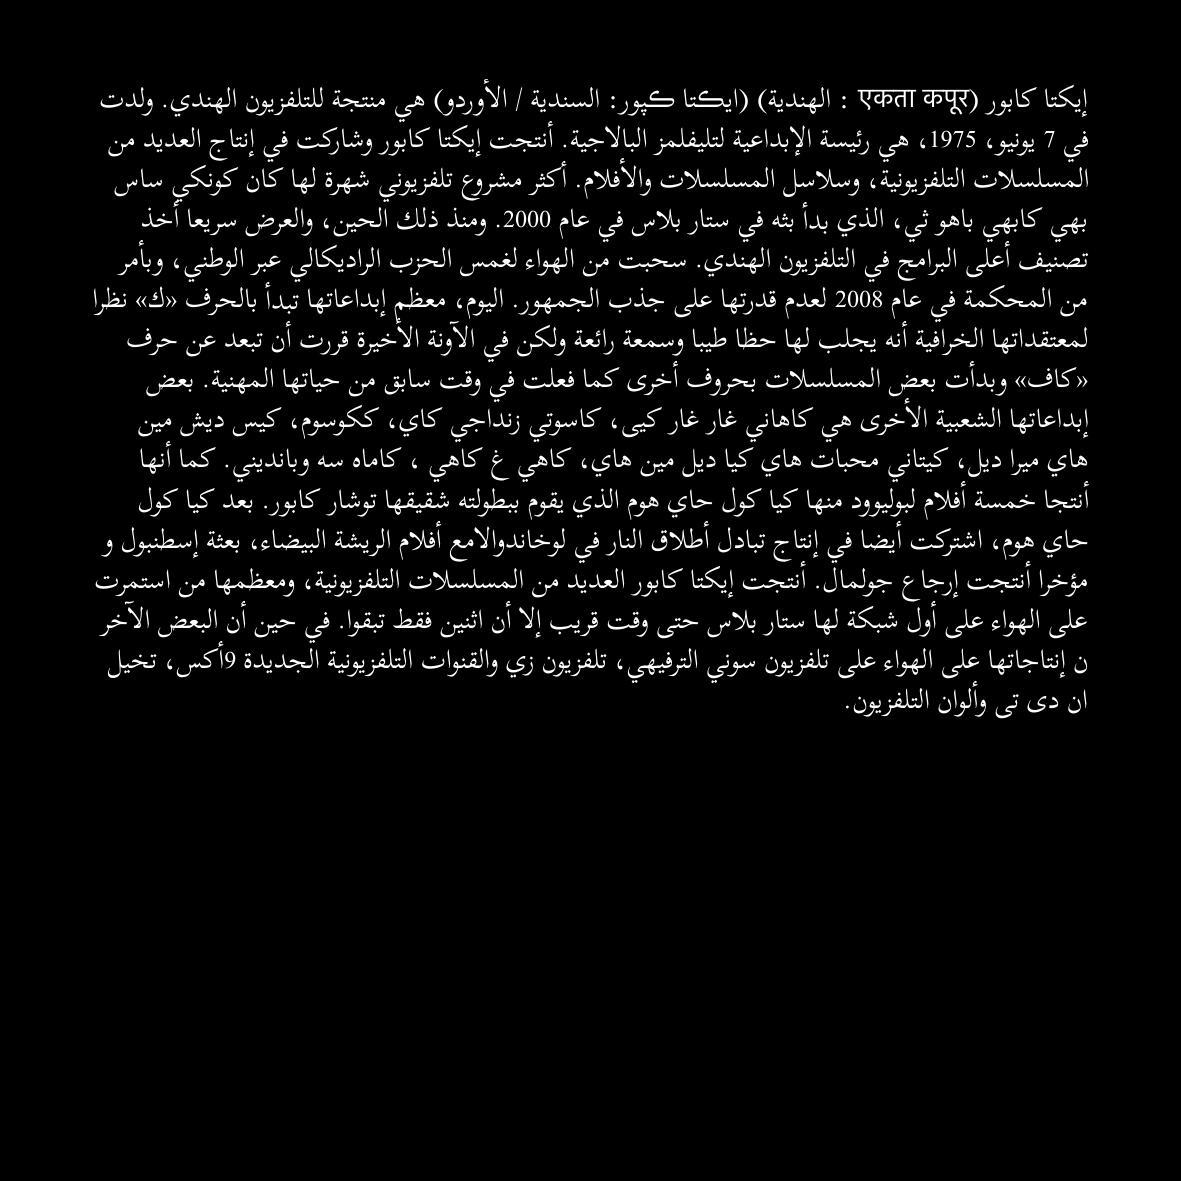 إيكتا كابور (एकता कपूर : الهندية) (ايڪتا ڪپور: السندية / الأوردو) هي منتجة للتلفزيون الهندي. ولدت
في 7 يونيو، 1975، هي رئيسة الإبداعية لتليفلمز البالاجية. أنتجت إيكتا كابور وشاركت في إنتاج العديد من
المسلسلات التلفزيونية، وسلاسل المسلسلات والأفلام. أكثر مشروع تلفزيوني شهرة لها كان كونكي ساس
بهي كابهي باهو ثي، الذي بدأ بثه في ستار بلاس في عام 2000. ومنذ ذلك الحين، والعرض سريعا أخذ
تصنيف أعلى البرامج في التلفزيون الهندي. سحبت من الهواء لغمس الحزب الراديكالي عبر الوطني، وبأمر
من المحكمة في عام 2008 لعدم قدرتها على جذب الجمهور. اليوم، معظم إبداعاتها تبدأ بالحرف «ك» نظرا
لمعتقداتها الخرافية أنه يجلب لها حظا طيبا وسمعة رائعة ولكن في الآونة الأخيرة قررت أن تبعد عن حرف
«كاف» وبدأت بعض المسلسلات بحروف أخرى كما فعلت في وقت سابق من حياتها المهنية. بعض
إبداعاتها الشعبية الأخرى هي كاهاني غار غار كيى، كاسوتي زنداجي كاي، ككوسوم، كيس ديش مين
هاي ميرا ديل، كيتاني محبات هاي كيا ديل مين هاي، كاهي غ كاهي ، كاماه سه وبانديني. كما أنها
أنتجا خمسة أفلام لبوليوود منها كيا كول حاي هوم الذي يقوم ببطولته شقيقها توشار كابور. بعد كيا كول
حاي هوم، اشتركت أيضا في إنتاج تبادل أطلاق النار في لوخاندوالامع أفلام الريشة البيضاء، بعثة إسطنبول و
مؤخرا أنتجت إرجاع جولمال. أنتجت إيكتا كابور العديد من المسلسلات التلفزيونية، ومعظمها من استمرت
على الهواء على أول شبكة لها ستار بلاس حتى وقت قريب إلا أن اثنين فقط تبقوا. في حين أن البعض الآخر
ن إنتاجاتها على الهواء على تلفزيون سوني الترفيهي، تلفزيون زي والقنوات التلفزيونية الجديدة 9أكس، تخيل
ان دى تى وألوان التلفزيون.